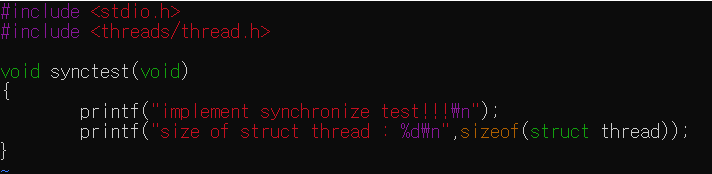 #include <stdio.h>
#include <threads/thread.h>
void synctest(void)
{
printf("implement synchronize test!!!₩n");
printf("size of struct thread : %d₩n",sizeof(struct thread));
}
~